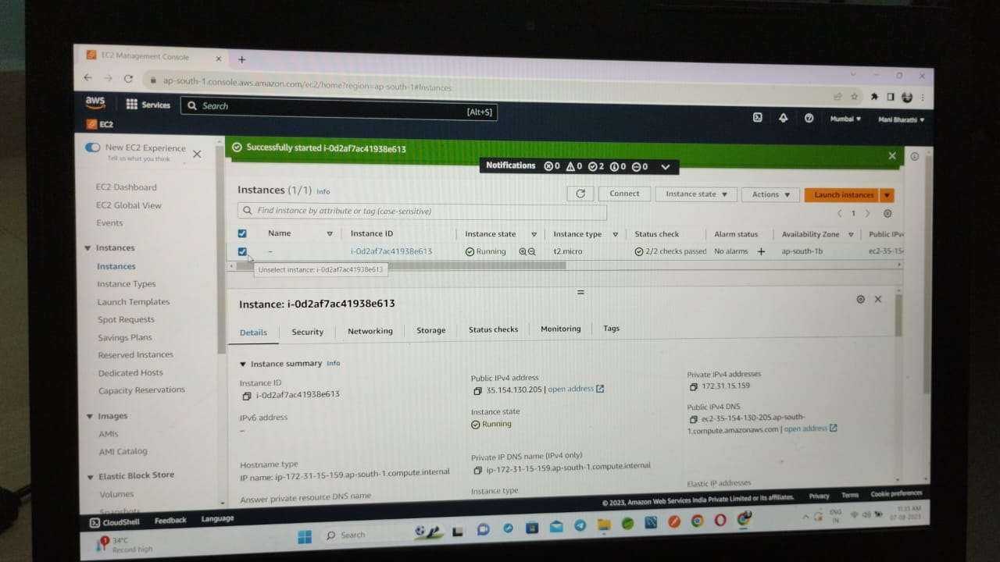 EC2 Management Console
ap-south-1.console.aws.amazon.com/ec2/home?region=ap-south-1#Instances:
aws Services Search [Alt+S] Mumbai Mani Bharathi
EC2
New EC2 Experience
Tell us what you think
EC2 Dashboard
EC2 Global View
Events
Instances
Instances
Instance Types
Launch Templates
Spot Requests
Savings Plans
Reserved Instances
Dedicated Hosts
Capacity Reservations
Images
AMIs
AMI Catalog
Elastic Block Store
Volumes
Snapshots
Successfully started i-0d2af7ac41938e613
Notifications 0 0 2 0 0
Instances (1/1) Info
Connect Instance state Actions Launch instances
Find instance by attribute or tag (case-sensitive)
1
Name Instance ID Instance state Instance type Status check Alarm status Availability Zone Public IPv
– i-0d2af7ac41938e613 Running t2.micro 2/2 checks passed No alarms + ap-south-1b ec2-35-15
Unselect instance: i-0d2af7ac41938e613
Instance: i-0d2af7ac41938e613
Details Security Networking Storage Status checks Monitoring Tags
Instance summary Info
Instance ID
i-0d2af7ac41938e613
Public IPv4 address
35.154.130.205 | open address
Private IPv4 addresses
172.31.15.159
IPv6 address
–
Instance state
Running
Public IPv4 DNS
ec2-35-154-130-205.ap-south-
1.compute.amazonaws.com | open address
Hostname type
IP name: ip-172-31-15-159.ap-south-1.compute.internal
Private IP DNS name (IPv4 only)
ip-172-31-15-159.ap-south-1.compute.internal
Elastic IP addresses
Answer private resource DNS name
Instance type
CloudShell Feedback Language © 2023, Amazon Web Services India Private Limited or its affiliates. Privacy Terms Cookie preferences
1
34°C
Record high
Search
ENG
IN
11:35 AM
07-08-2023